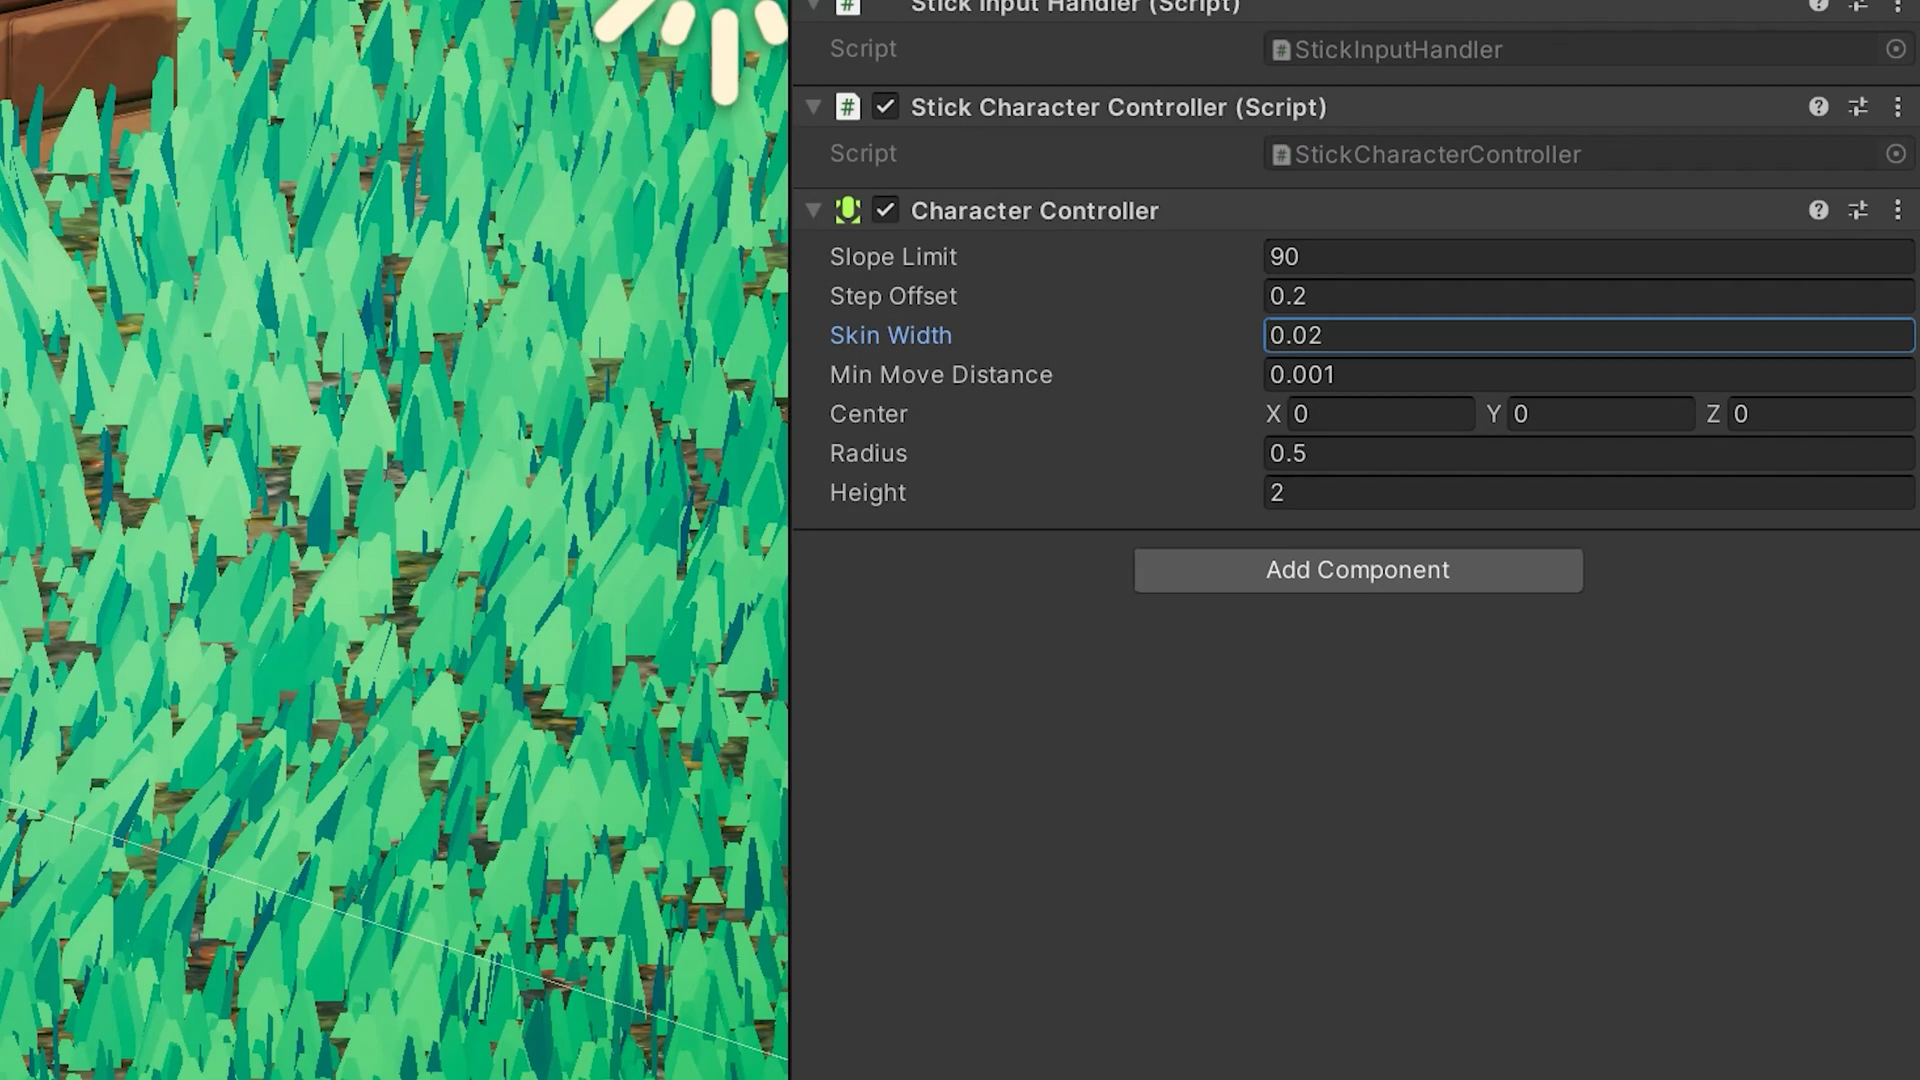 Stick Input Handler (Script)
Script StickInputHandler
Stick Character Controller (Script)
Script StickCharacterController
Character Controller
Slope Limit 90
Step Offset 0.2
Skin Width 0.02
Min Move Distance 0.001
Center X 0 Y 0 Z 0
Radius 0.5
Height 2
Add Component